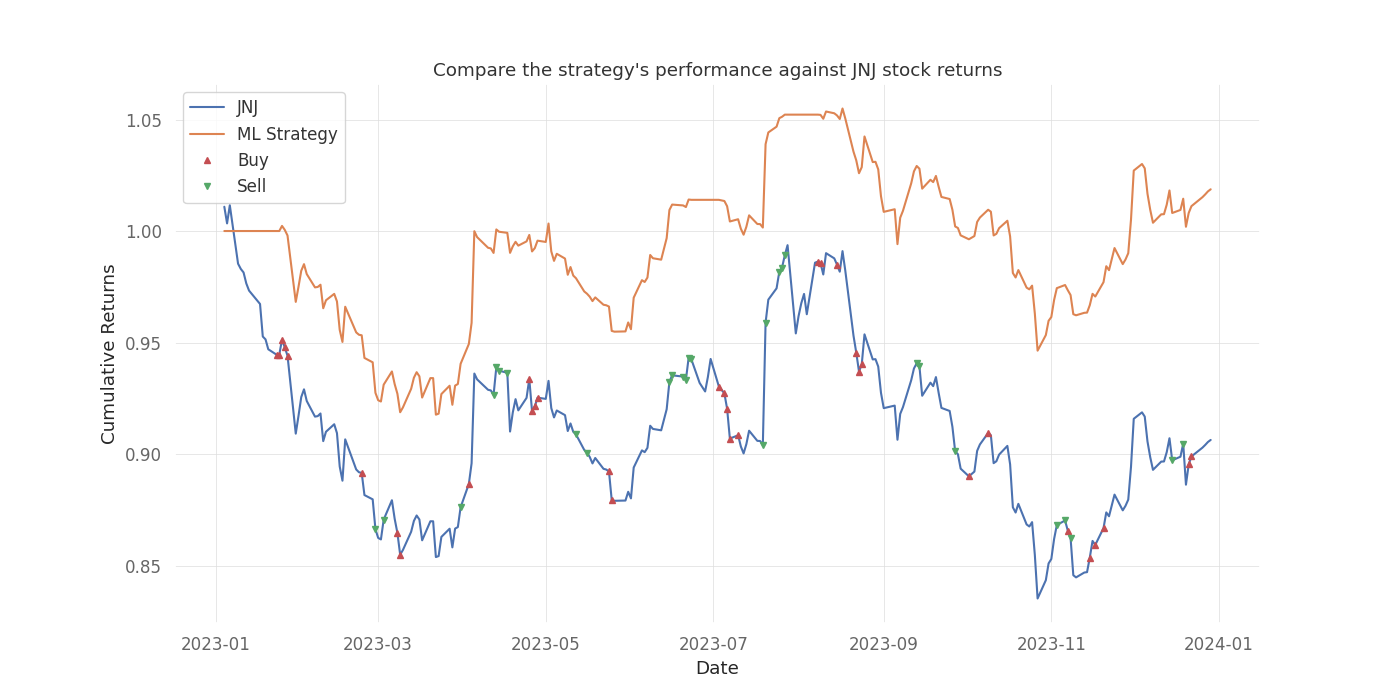 Compare the strategy's performance against JNJ stock returns
JNJ
ML Strategy
Buy
Sell
1.05
1.00
0.95
0.90
0.85
Cumulative Returns
2023-01
2023-03
2023-05
2023-07
2023-09
2023-11
2024-01
Date